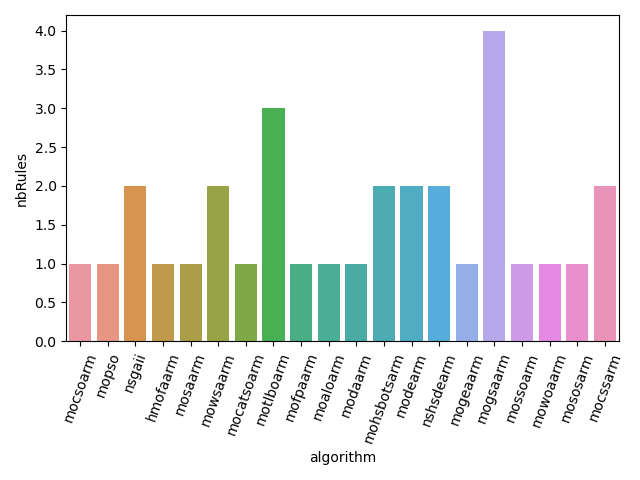 4.0
3.5
3.0
2.5
2.0
1.5
1.0
0.5
0.0
nbRules
mocsoarm
mopso
nsgaii
hmofaarm
mosaarm
mowsaarm
mocatsoarm
motlboarm
mofpaarm
moaloarm
modaarm
mohsbotsarm
modearm
nshsdearm
mogeaarm
mogsaarm
mossoarm
mowoaarm
mososarm
mocssarm
algorithm